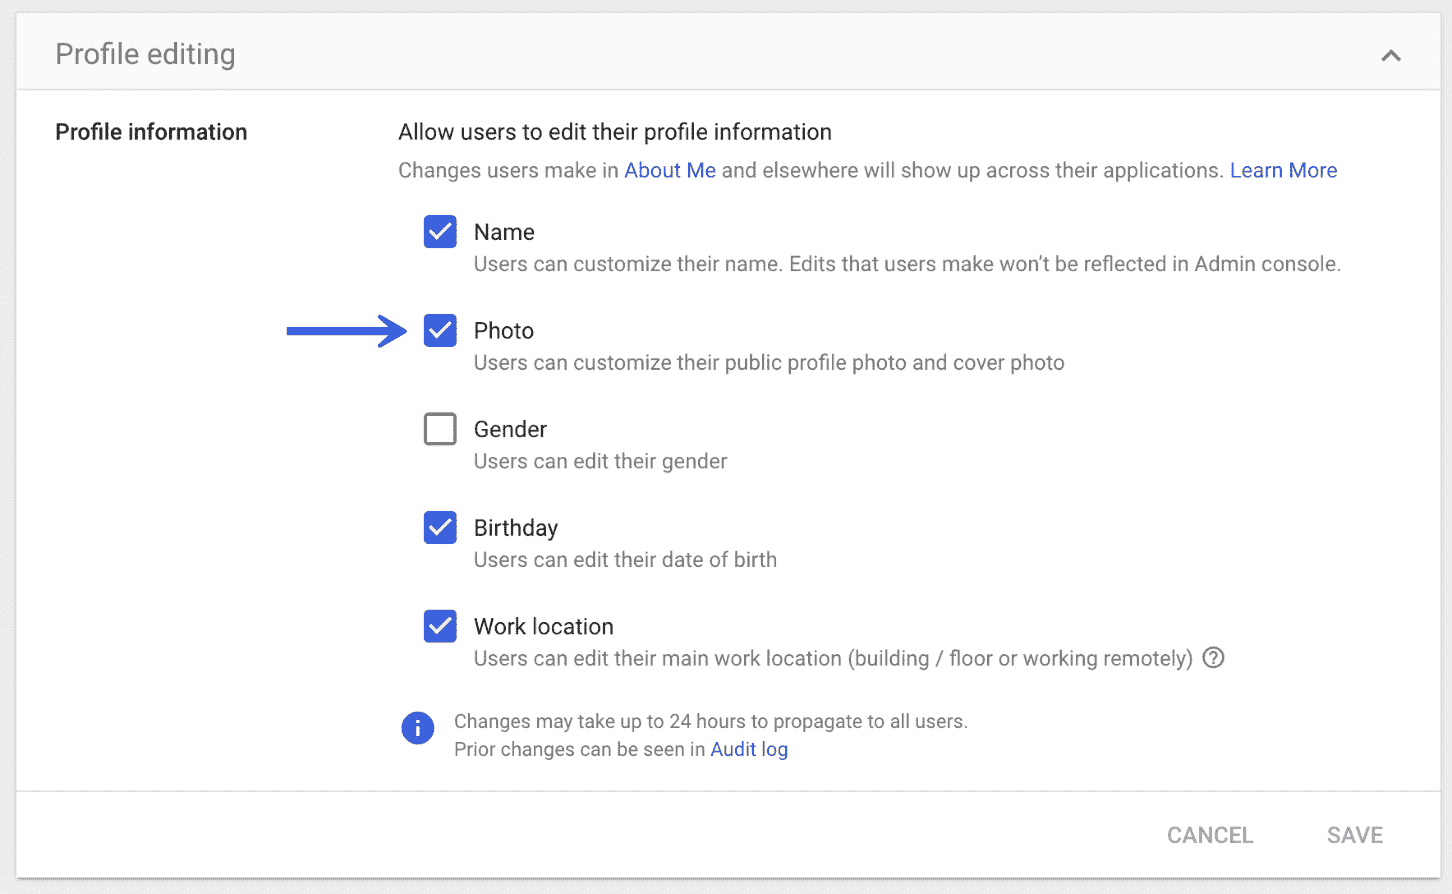 Profile editing
Profile information
Allow users to edit their profile information
Changes users make in About Me and elsewhere will show up across their applications. Learn More
Name
Users can customize their name. Edits that users make won't be reflected in Admin console.
Photo
Users can customize their public profile photo and cover photo
Gender
Users can edit their gender
Birthday
Users can edit their date of birth
Work location
Users can edit their main work location (building / floor or working remotely) ?
i
Changes may take up to 24 hours to propagate to all users.
Prior changes can be seen in Audit log
CANCEL SAVE